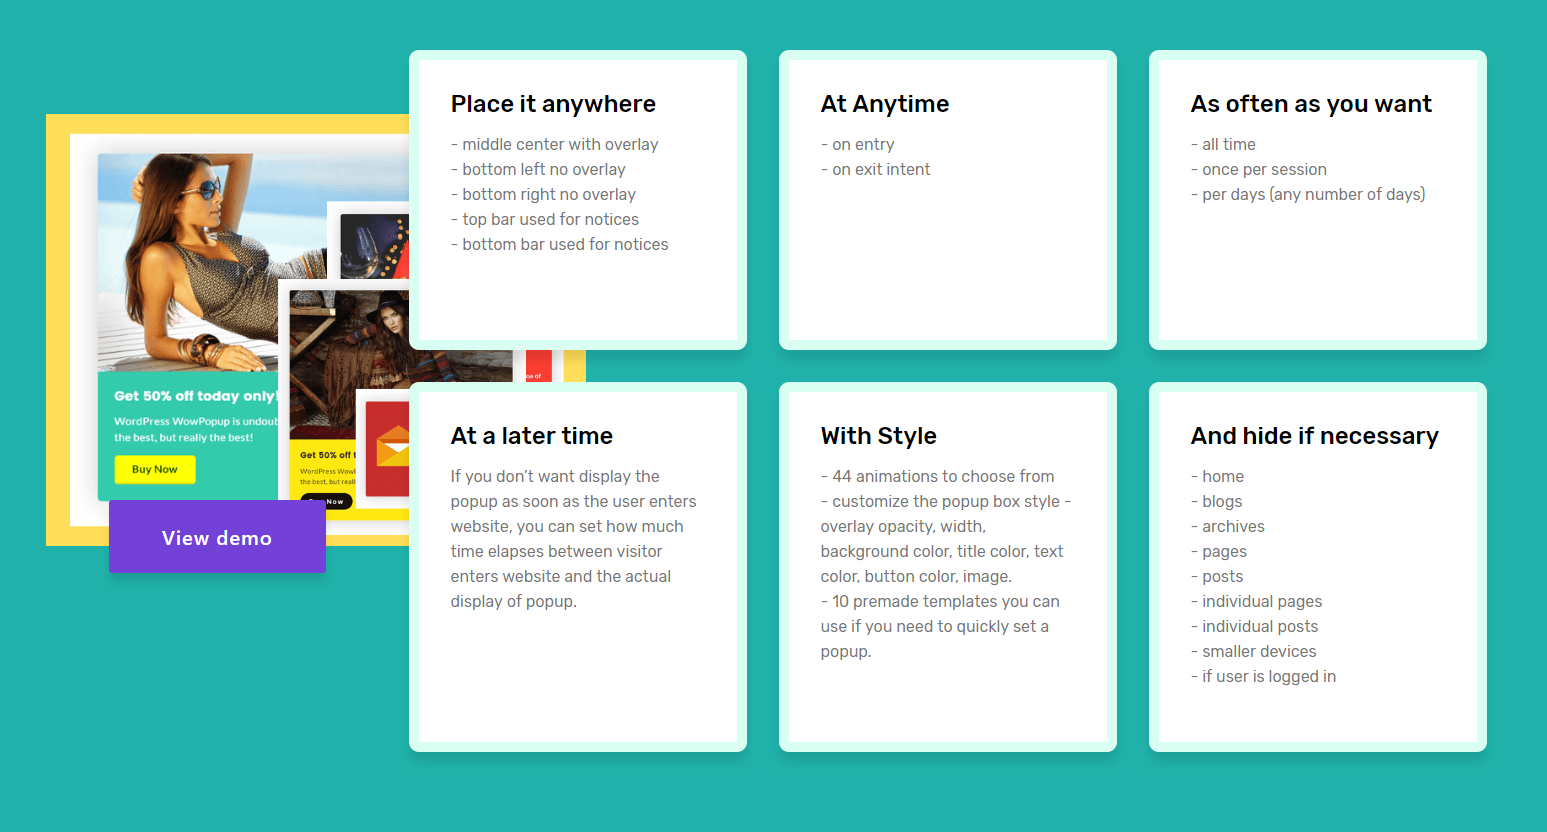 Get 50% off today only!
WordPress WowPopup is
the best, but really the best!
Buy Now
Get 50% off
WordPress
the best, but
Now
View demo
Place it anywhere
- middle center with overlay
- bottom left no overlay
- bottom right no overlay
- top bar used for notices
- bottom bar used for notices
At Anytime
- on entry
- on exit intent
As often as you want
- all time
- once per session
- per days (any number of days)
At a later time
If you don’t want display the
popup as soon as the user enters
website, you can set how much
time elapses between visitor
enters website and the actual
display of popup.
With Style
- 44 animations to choose from
- customize the popup box style -
overlay opacity, width,
background color, title color, text
color, button color, image.
- 10 premade templates you can
use if you need to quickly set a
popup.
And hide if necessary
- home
- blogs
- archives
- pages
- posts
- individual pages
- individual posts
- smaller devices
- if user is logged in